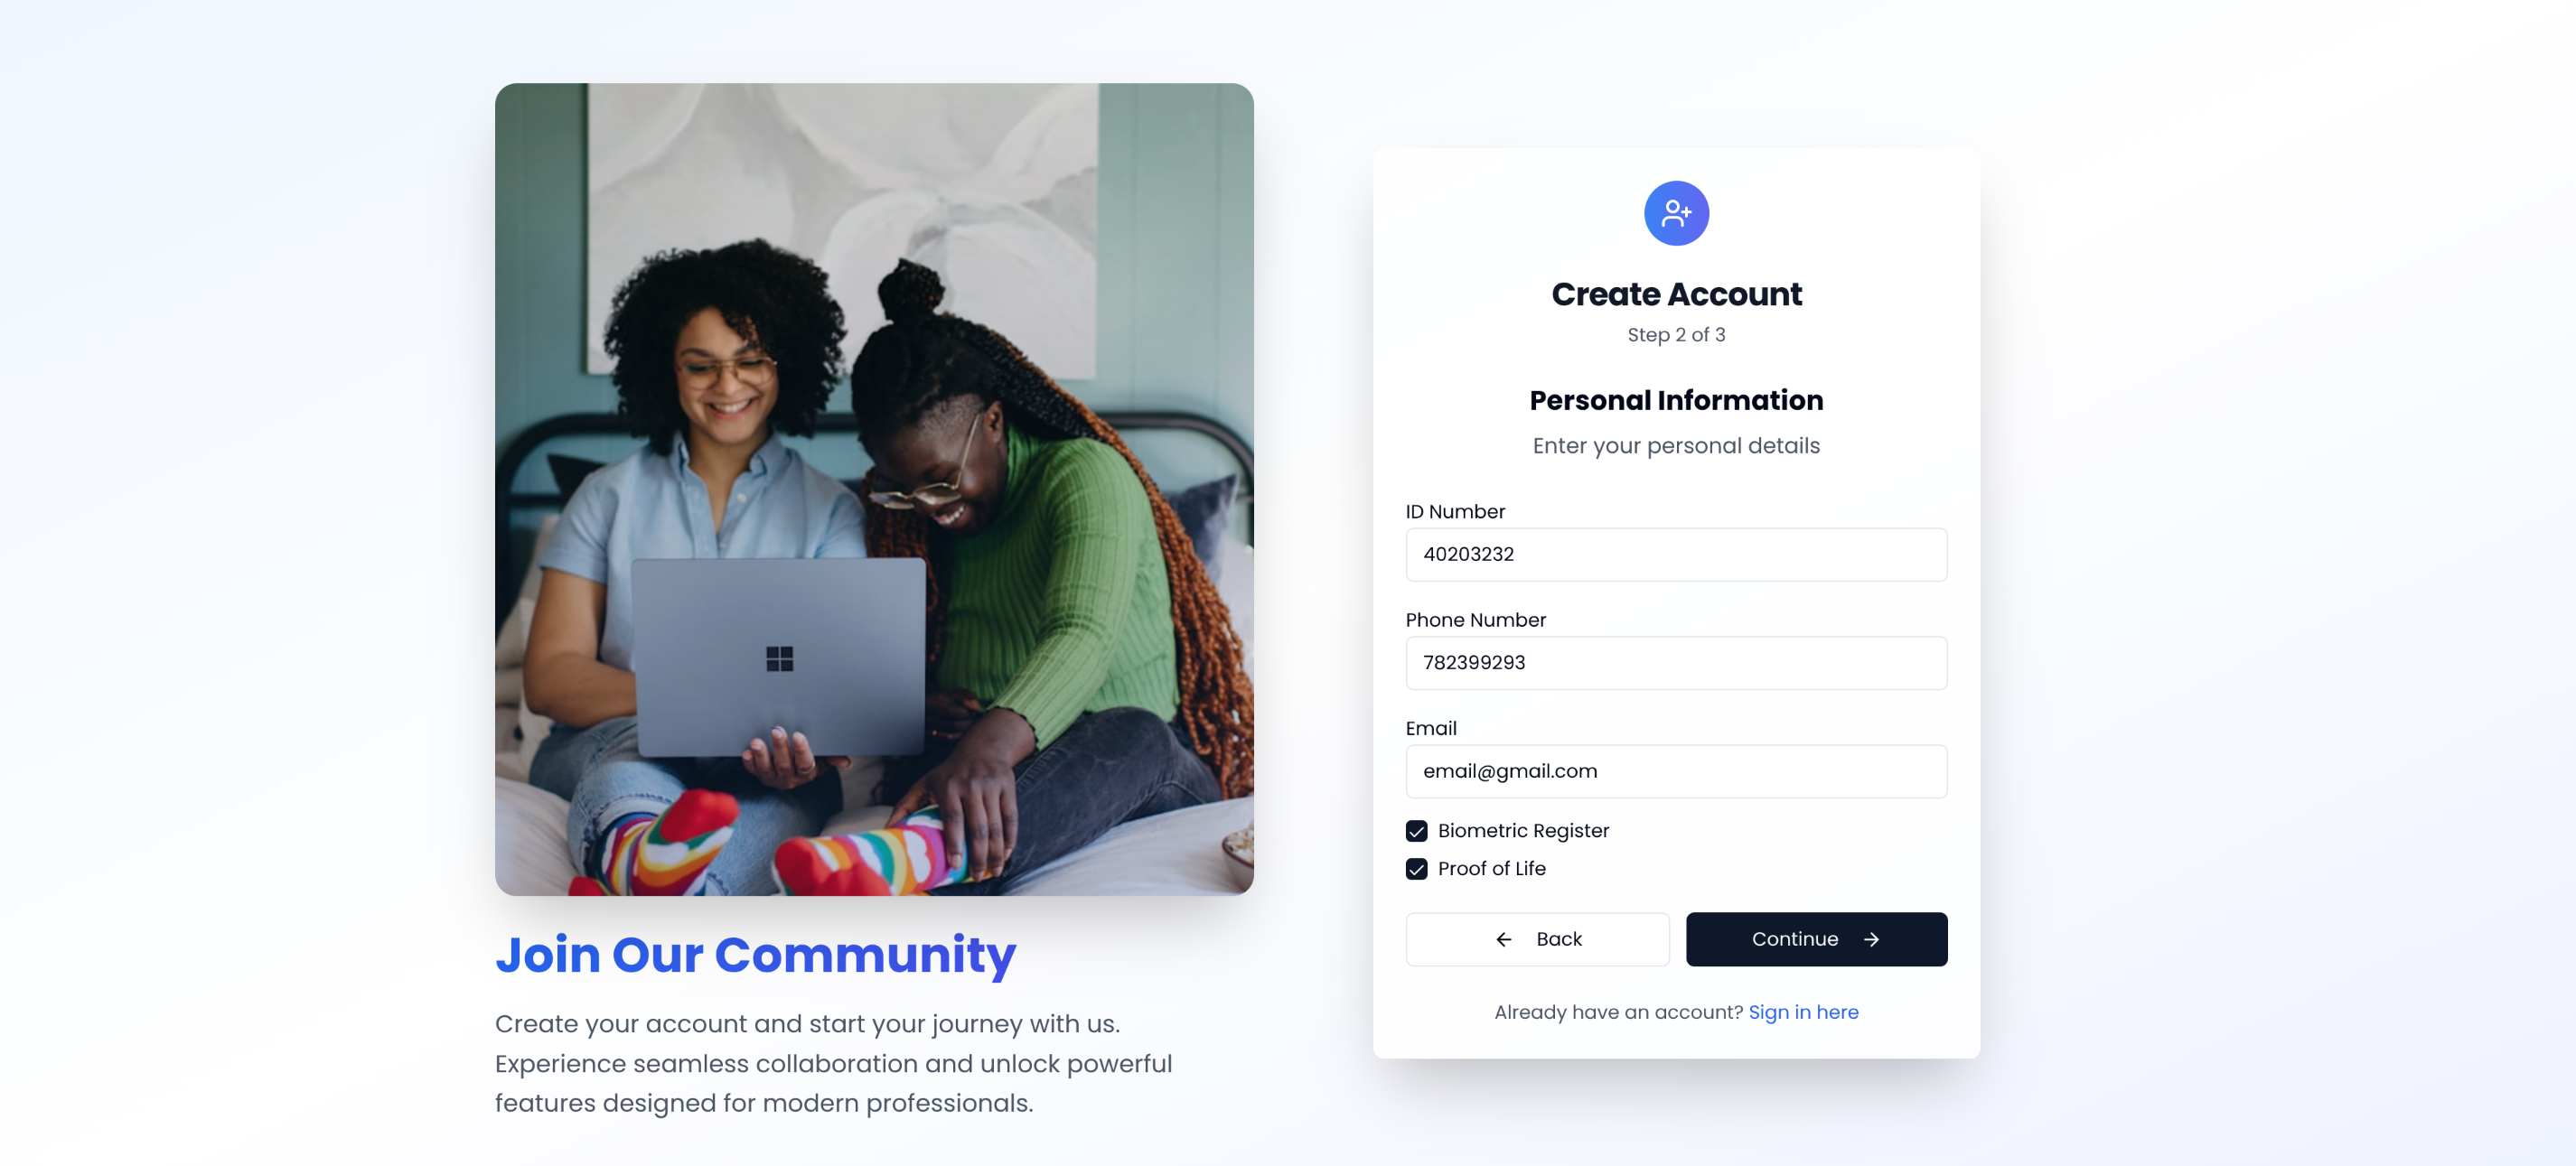 Join Our Community
Create your account and start your journey with us.
Experience seamless collaboration and unlock powerful
features designed for modern professionals.
Create Account
Step 2 of 3
Personal Information
Enter your personal details
ID Number
40203232
Phone Number
782399293
Email
email@gmail.com
Biometric Register
Proof of Life
Back
Continue
Already have an account? Sign in here